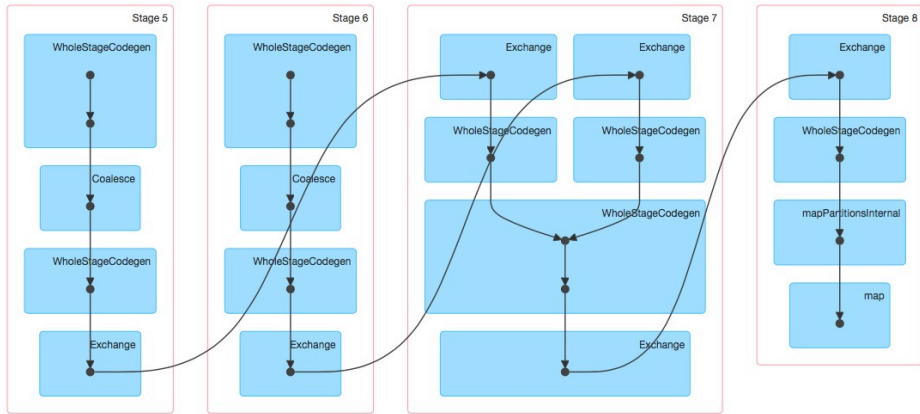 Stage 5
WholeStageCodegen
Coalesce
WholeStageCodegen
Exchange
Stage 6
WholeStageCodegen
Coalesce
WholeStageCodegen
Exchange
Stage 7
Exchange
Exchange
WholeStageCodegen
WholeStageCodegen
WholeStageCodegen
Exchange
Stage 8
Exchange
WholeStageCodegen
mapPartitionsInternal
map